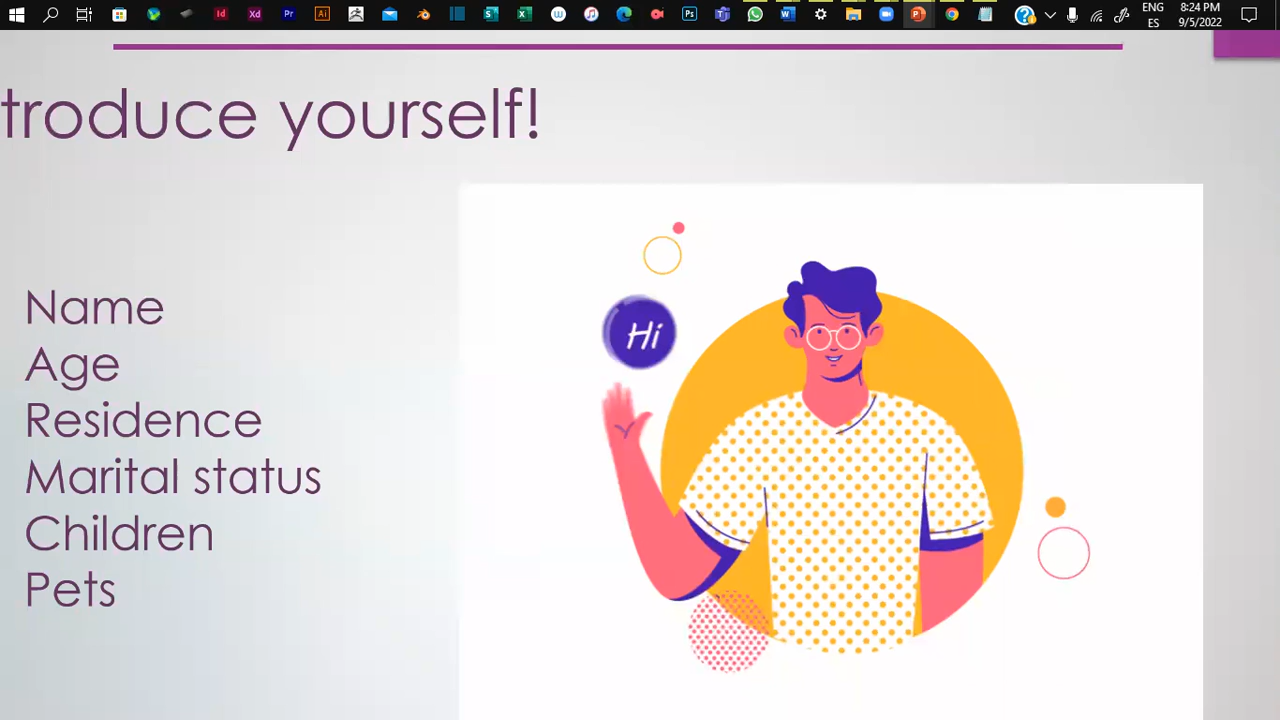 ENG
ES
8:24 PM
9/5/2022
troduce yourself!
Hi
Name
Age
Residence
Marital status
Children
Pets